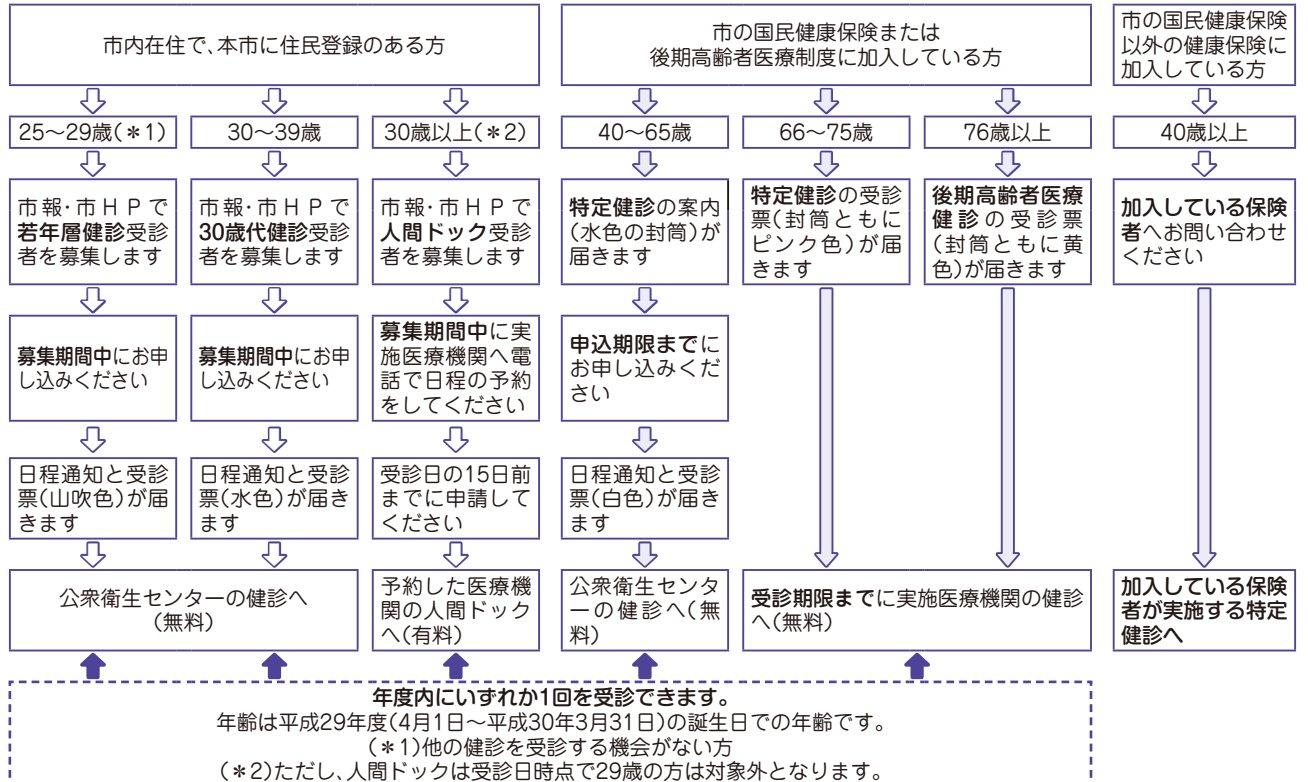 市内在住で、本市に住民登録のある方
市の国民健康保険または
後期高齢者医療制度に加入している方
市の国民健康保険
以外の健康保険に
加入している方
25～29歳(＊1)
30～39歳
30歳以上(＊2)
40～65歳
66～75歳
76歳以上
40歳以上
市報・市ＨＰで
若年層健診受診
者を募集します
市報・市ＨＰで
30歳代健診受診
者を募集します
市報・市ＨＰで
人間ドック受診
者を募集します
特定健診の案内
(水色の封筒)が
届きます
特定健診の受診
票(封筒ともに
ピンク色)が届
きます
後期高齢者医療
健診の受診票
(封筒ともに黄
色)が届きます
加入している保険
者へお問い合わせ
ください
募集期間中にお申
し込みください
募集期間中にお申
し込みください
募集期間中に実
施医療機関へ電
話で日程の予約
をしてください
申込期限までに
お申し込みくだ
さい
日程通知と受診
票(山吹色)が届
きます
日程通知と受診
票(水色)が届き
ます
受診日の15日前
までに申請して
ください
日程通知と受診
票(白色)が届き
ます
公衆衛生センターの健診へ
(無料)
予約した医療機
関の人間ドック
へ(有料)
公衆衛生センタ
ーの健診へ(無
料)
受診期限までに実施医療機関の健診
へ(無料)
加入している保険
者が実施する特定
健診へ
年度内にいずれか1回を受診できます。
年齢は平成29年度(4月1日～平成30年3月31日)の誕生日での年齢です。
(＊1)他の健診を受診する機会がない方
(＊2)ただし、人間ドックは受診日時点で29歳の方は対象外となります。